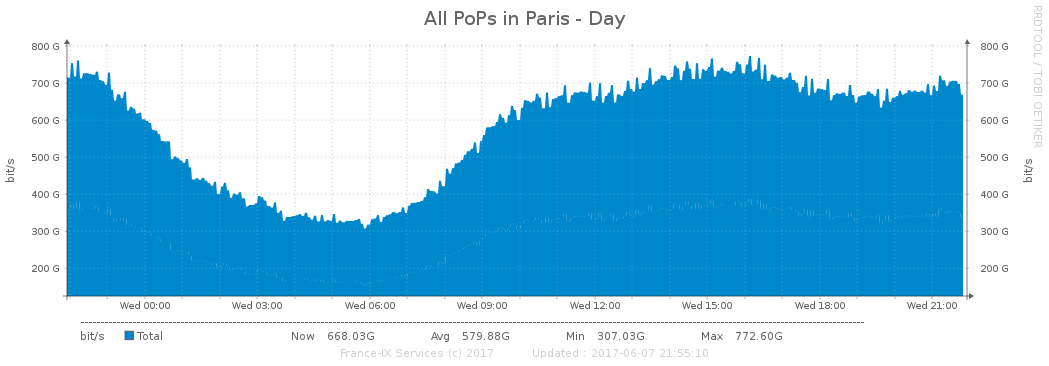 All PoPs in Paris - Day
RRDTOOL / TOBI OETIKER
bit/s
800 G 800 G
700 G 700 G
600 G 600 G
500 G 500 G
400 G 400 G
300 G 300 G
200 G 200 G
bit/s
Wed 00:00 Wed 03:00 Wed 06:00 Wed 09:00 Wed 12:00 Wed 15:00 Wed 18:00 Wed 21:00
bit/s Total Now 668.03G Avg 579.88G Min 307.03G Max 772.60G
France-IX Services (c) 2017 Updated : 2017-06-07 21:55:10